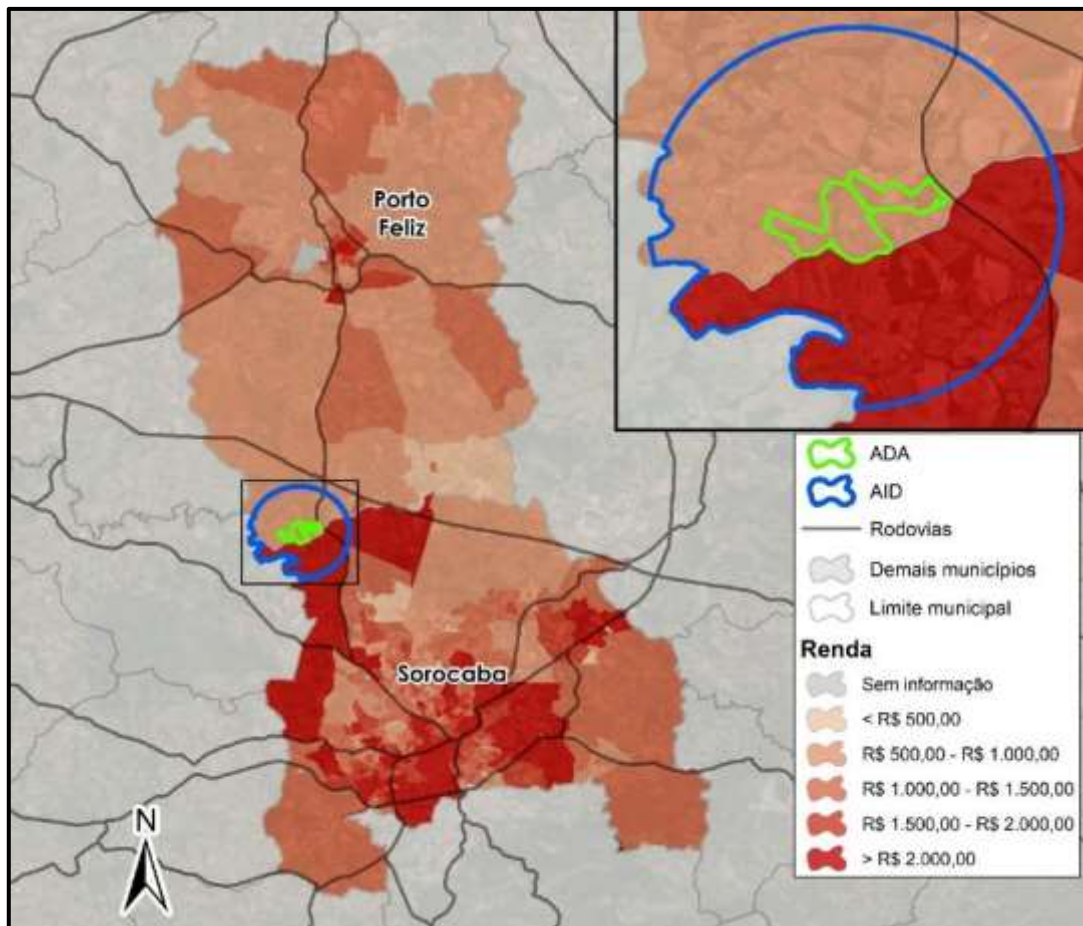 Porto
Feliz
Sorocaba
N
ADA
AID
Rodovias
Demais municípios
Limite municipal
Renda
Sem informação
< R$ 500,00
R$ 500,00 - R$ 1.000,00
R$ 1.000,00 - R$ 1.500,00
R$ 1.500,00 - R$ 2.000,00
> R$ 2.000,00